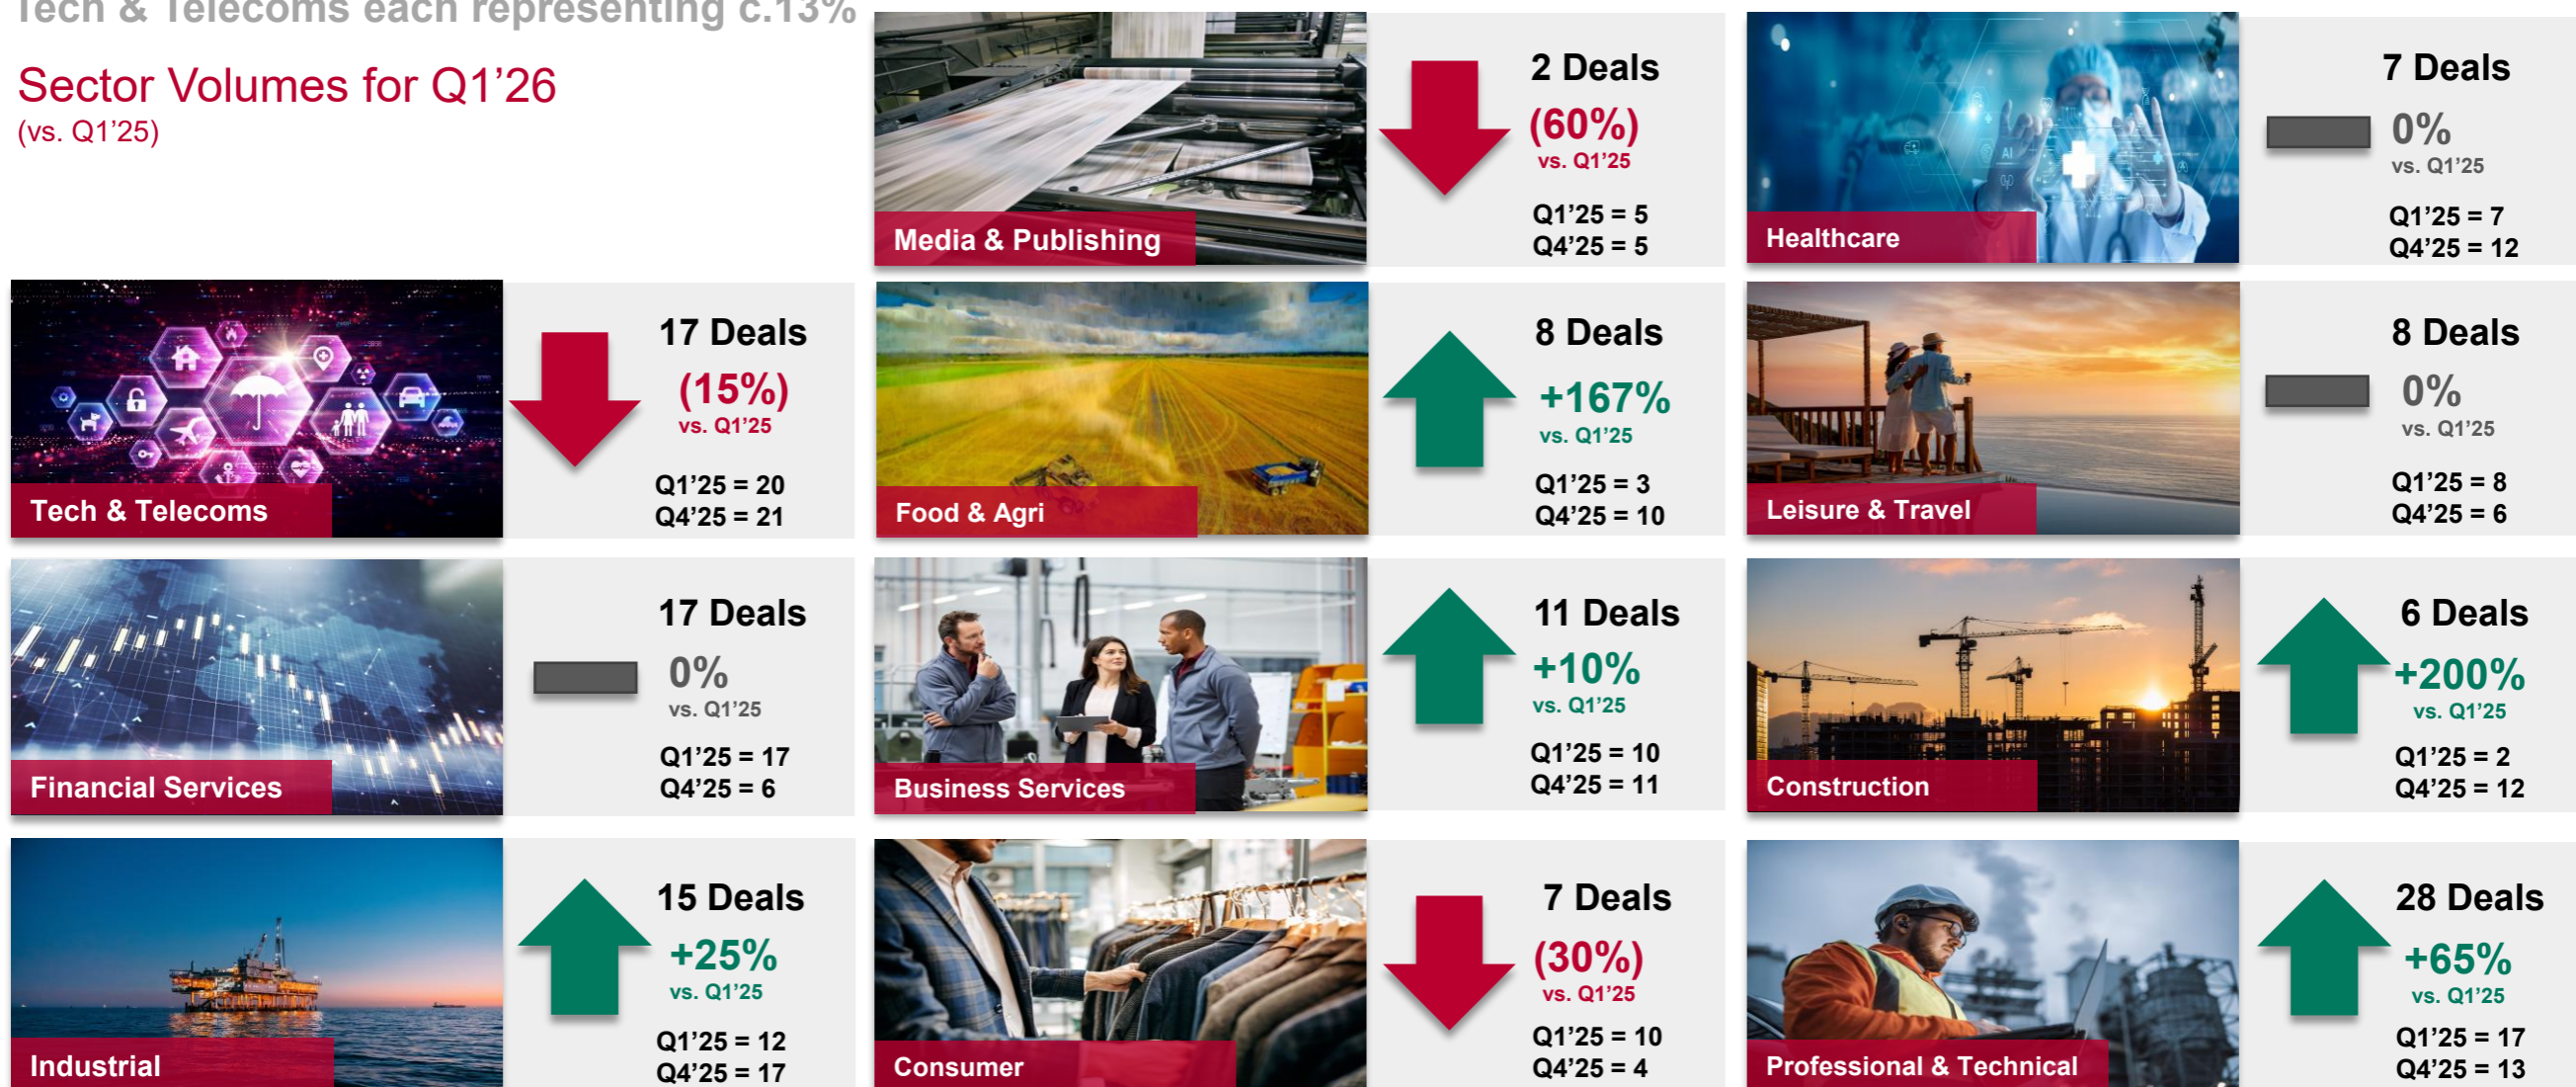 Tech & Telecoms each representing c.13%
Sector Volumes for Q1’26
(vs. Q1’25)
2 Deals
(60%)
vs. Q1’25
Q1’25 = 5
Q4’25 = 5
Media & Publishing
7 Deals
0%
vs. Q1’25
Q1’25 = 7
Q4’25 = 12
AI
Healthcare
17 Deals
(15%)
vs. Q1’25
Q1’25 = 20
Q4’25 = 21
Tech & Telecoms
8 Deals
+167%
vs. Q1’25
Q1’25 = 3
Q4’25 = 10
Food & Agri
8 Deals
0%
vs. Q1’25
Q1’25 = 8
Q4’25 = 6
Leisure & Travel
17 Deals
0%
vs. Q1’25
Q1’25 = 17
Q4’25 = 6
Financial Services
11 Deals
+10%
vs. Q1’25
Q1’25 = 10
Q4’25 = 11
Business Services
6 Deals
+200%
vs. Q1’25
Q1’25 = 2
Q4’25 = 12
Construction
15 Deals
+25%
vs. Q1’25
Q1’25 = 12
Q4’25 = 17
Industrial
7 Deals
(30%)
vs. Q1’25
Q1’25 = 10
Q4’25 = 4
Consumer
28 Deals
+65%
vs. Q1’25
Q1’25 = 17
Q4’25 = 13
Professional & Technical